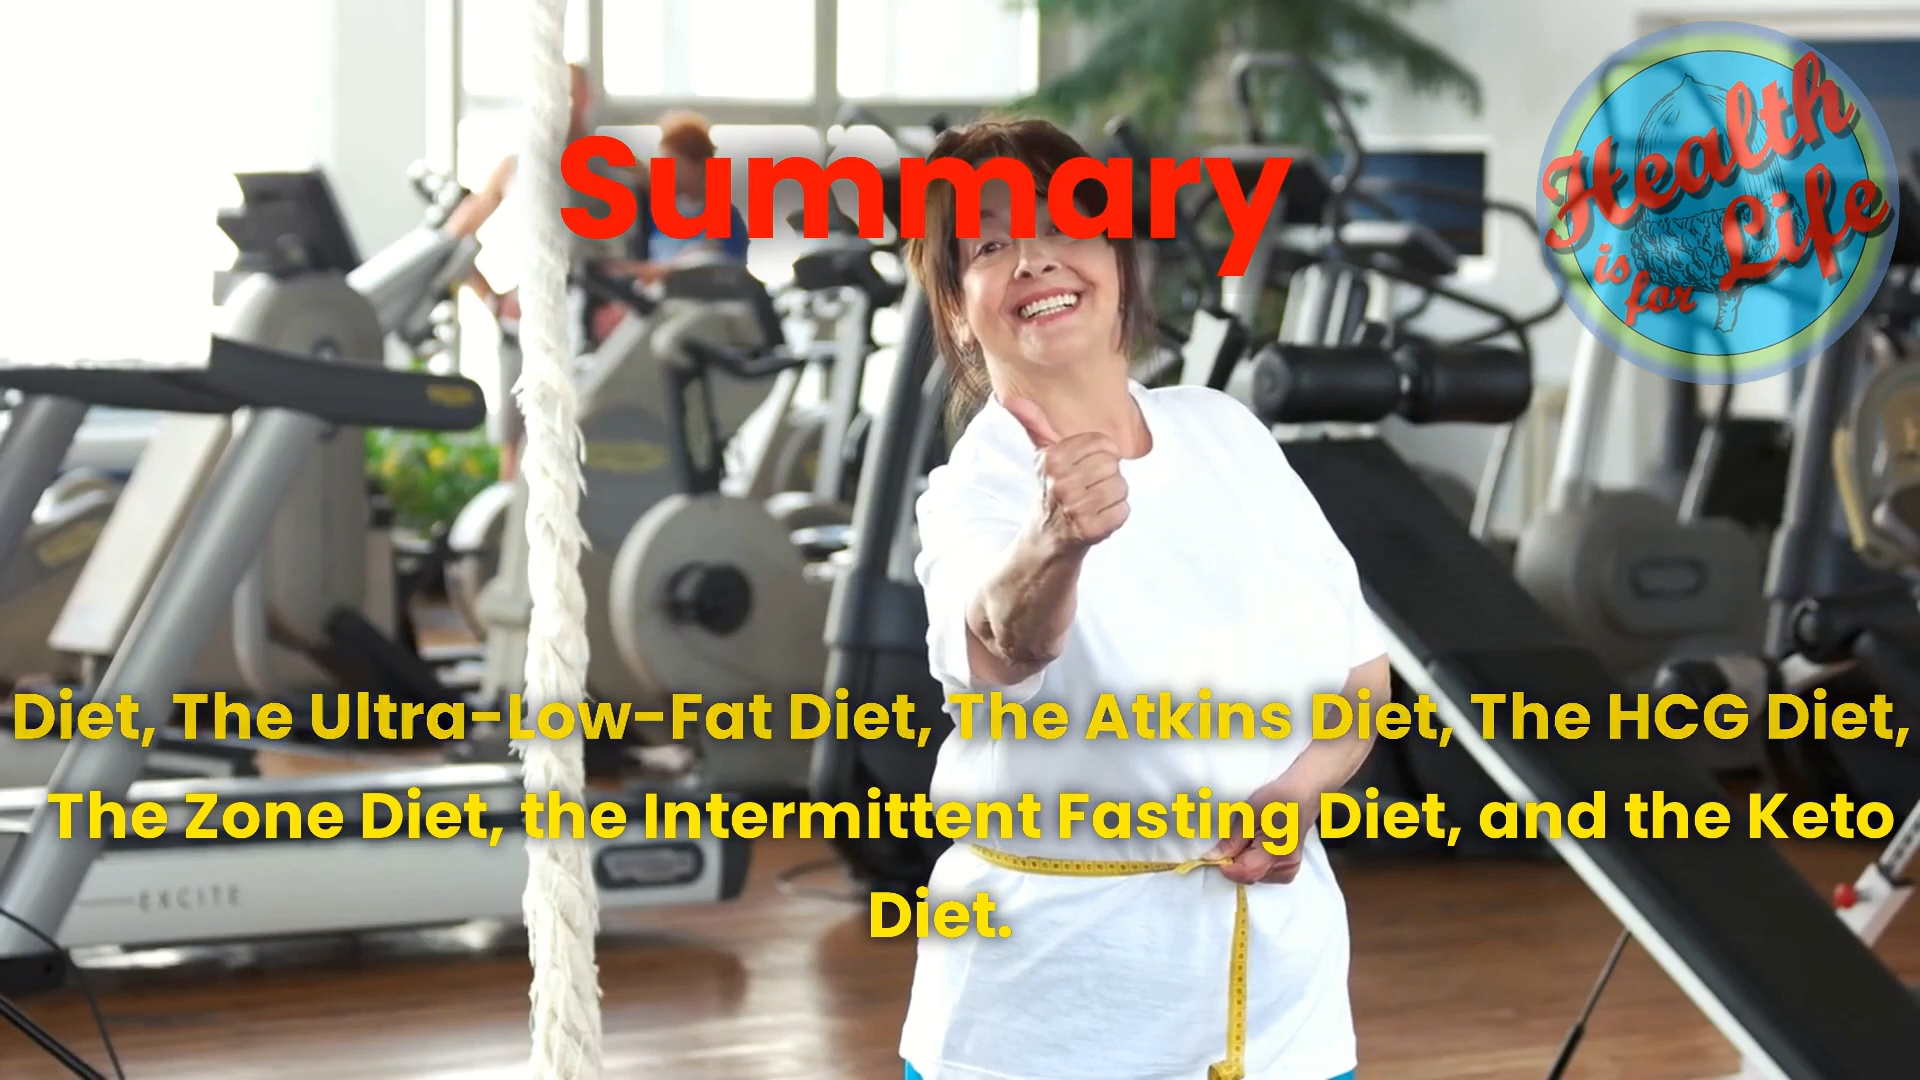 Summary
Health
is for Life
Diet, The Ultra-Low-Fat Diet, The Atkins Diet, The HCG Diet,
The Zone Diet, the Intermittent Fasting Diet, and the Keto
Diet.
EXCITE